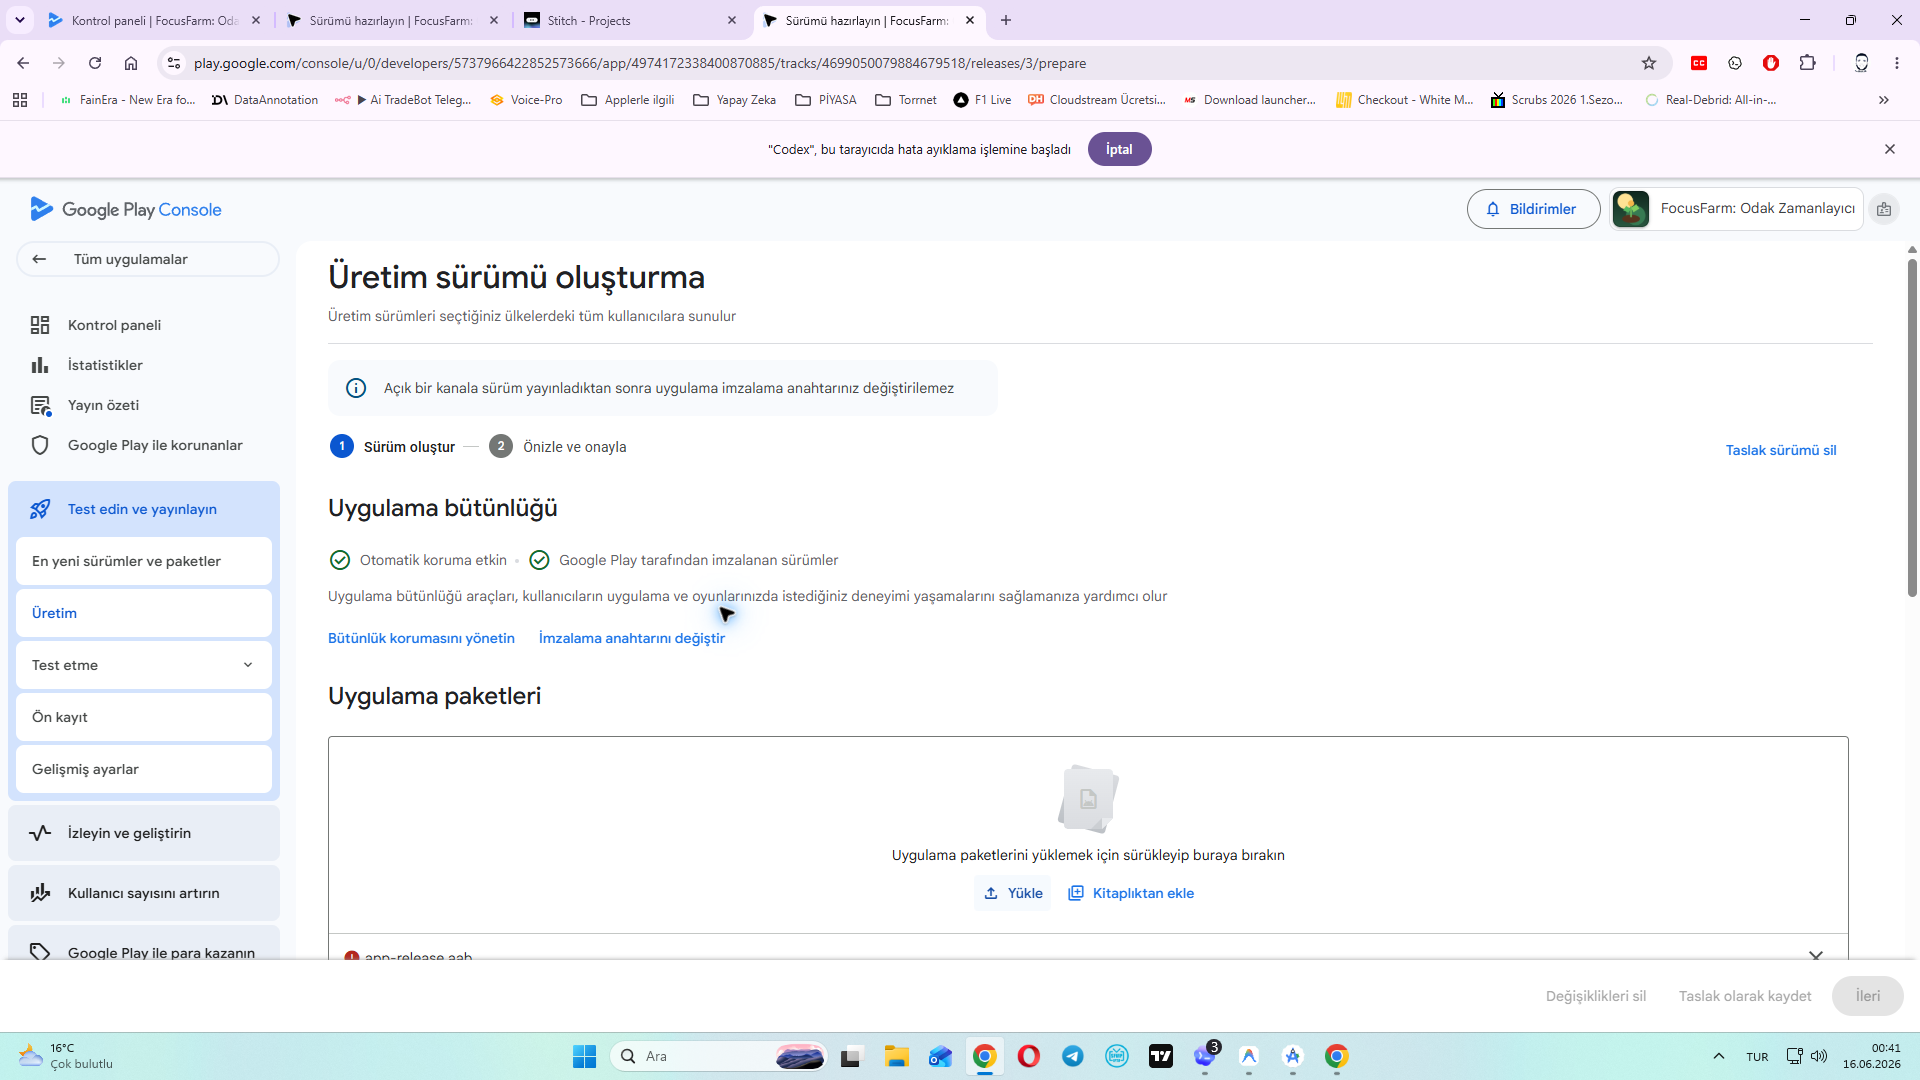 Kontrol paneli | FocusFarm: Oda
Sürümü hazırlayın | FocusFarm:
Stitch - Projects
Sürümü hazırlayın | FocusFarm:
play.google.com/console/u/0/developers/5737966422852573666/app/4974172338400870885/tracks/4699050079884679518/releases/3/prepare
FainEra - New Era fo...
DataAnnotation
Ai TradeBot Teleg...
Voice-Pro
Applerle ilgili
Yapay Zeka
PİYASA
Torrnet
F1 Live
Cloudstream Ücretsi...
Download launcher...
Checkout - White M...
Scrubs 2026 1.Sezo...
Real-Debrid: All-in-...
"Codex", bu tarayıcıda hata ayıklama işlemine başladı
İptal
Google Play Console
Bildirimler
FocusFarm: Odak Zamanlayıcı
Tüm uygulamalar
Kontrol paneli
İstatistikler
Yayın özeti
Google Play ile korunanlar
Test edin ve yayınlayın
En yeni sürümler ve paketler
Üretim
Test etme
Ön kayıt
Gelişmiş ayarlar
İzleyin ve geliştirin
Kullanıcı sayısını artırın
Google Play ile para kazanın
Üretim sürümü oluşturma
Üretim sürümleri seçtiğiniz ülkelerdeki tüm kullanıcılara sunulur
Açık bir kanala sürüm yayınladıktan sonra uygulama imzalama anahtarınız değiştirilemez
1 Sürüm oluştur
2 Önizle ve onayla
Taslak sürümü sil
Uygulama bütünlüğü
Otomatik koruma etkin
Google Play tarafından imzalanan sürümler
Uygulama bütünlüğü araçları, kullanıcıların uygulama ve oyunlarınızda istediğiniz deneyimi yaşamalarını sağlamanıza yardımcı olur
Bütünlük korumasını yönetin
İmzalama anahtarını değiştir
Uygulama paketleri
Uygulama paketlerini yüklemek için sürükleyip buraya bırakın
Yükle
Kitaplıktan ekle
app-release.aab
Değişiklikleri sil
Taslak olarak kaydet
İleri
16°C
Çok bulutlu
Ara
3
TUR
00:41
16.06.2026